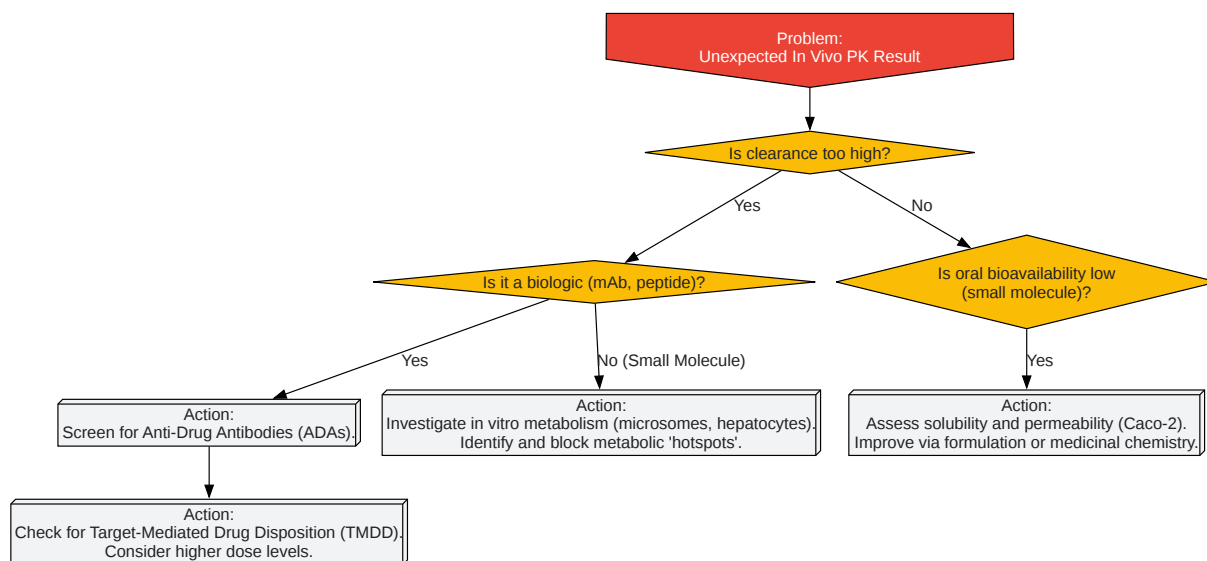 Problem:
Unexpected In Vivo PK Result
Is clearance too high?
Yes
No
Is it a biologic (mAb, peptide)?
Is oral bioavailability low
(small molecule)?
Yes
No (Small Molecule)
Yes
Action:
Screen for Anti-Drug Antibodies (ADAs).
Action:
Investigate in vitro metabolism (microsomes, hepatocytes).
Identify and block metabolic 'hotspots'.
Action:
Assess solubility and permeability (Caco-2).
Improve via formulation or medicinal chemistry.
Action:
Check for Target-Mediated Drug Disposition (TMDD).
Consider higher dose levels.